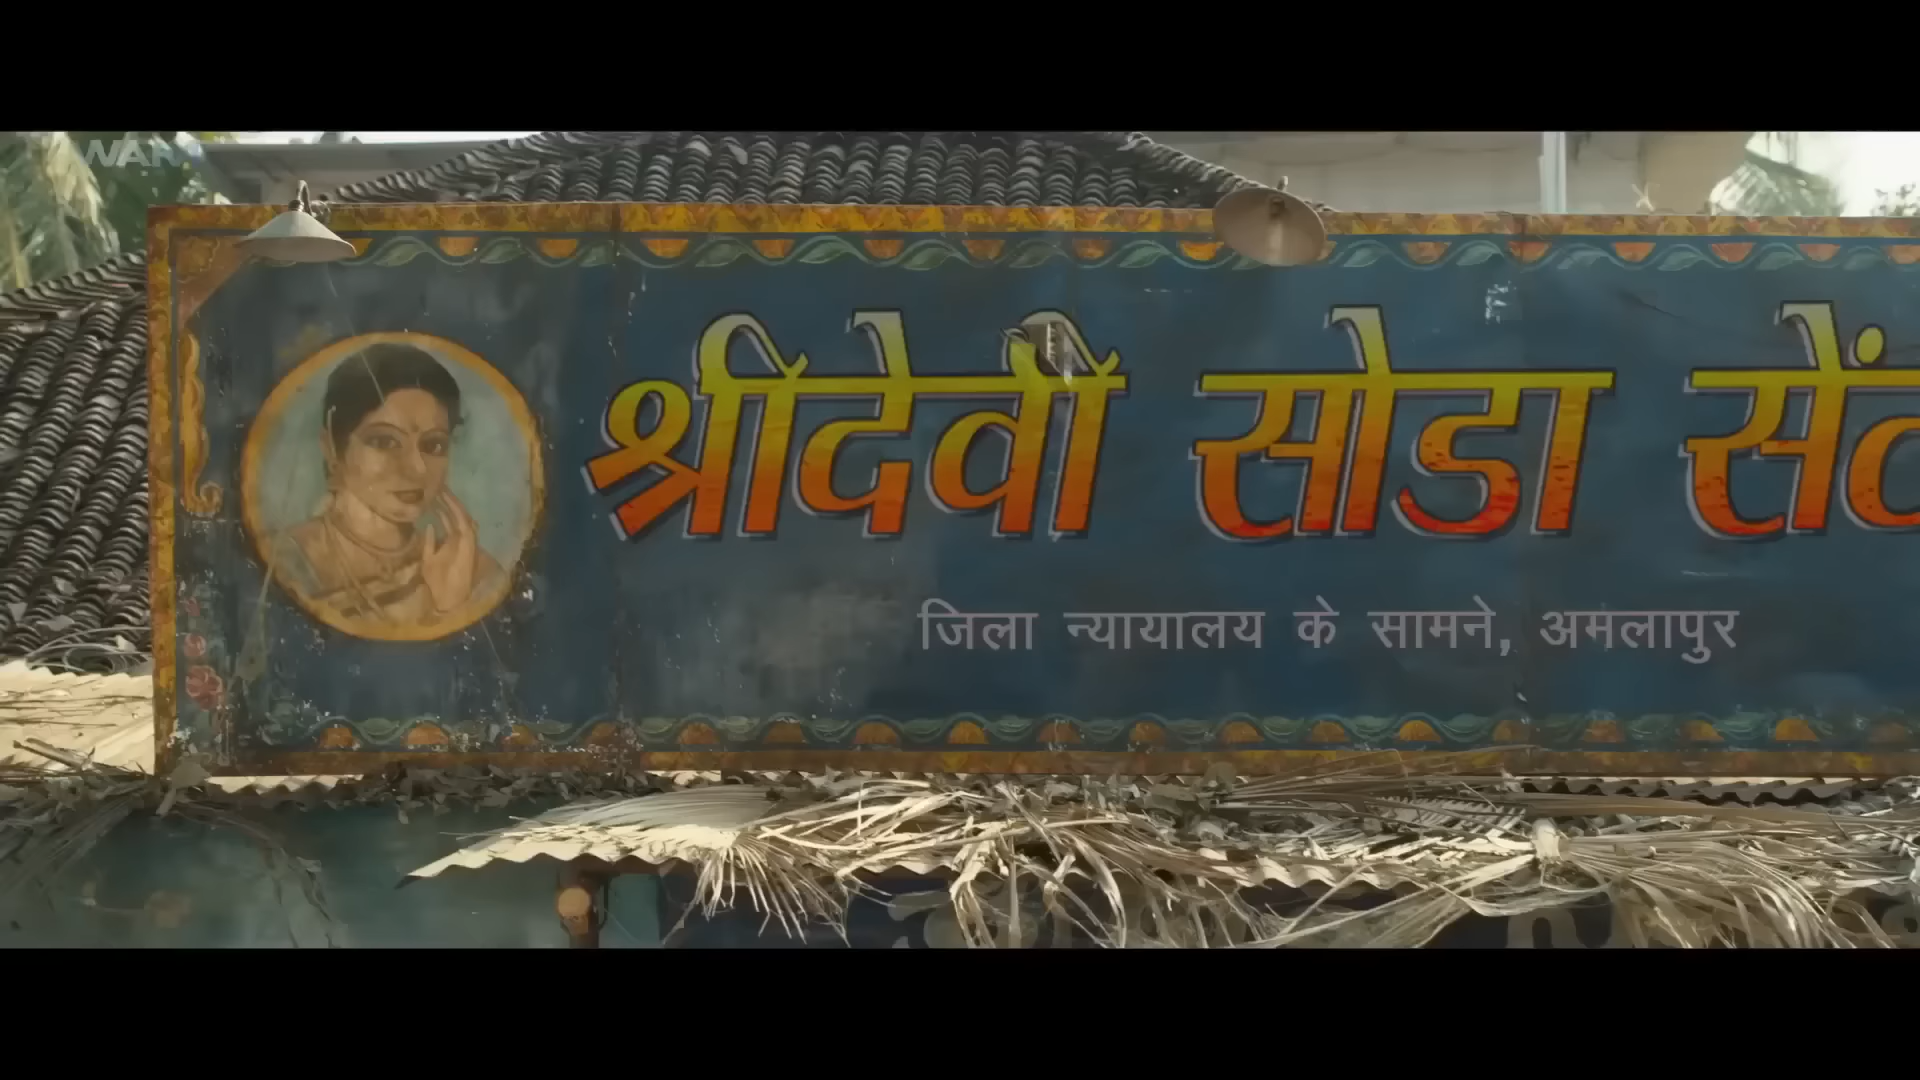 श्रीदेवी सोडा
जिला न्यायालय के सामने, अमलापुर